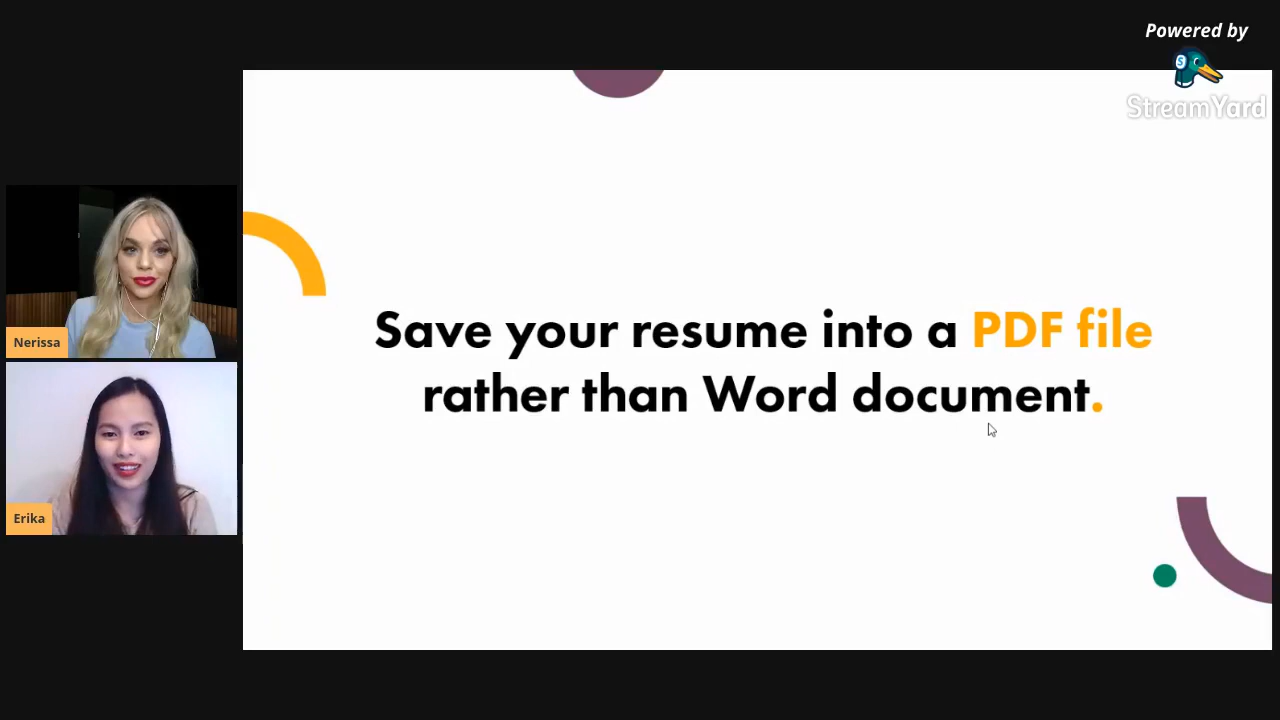 Powered by
StreamYard
Nerissa
Erika
Save your resume into a PDF file
rather than Word document.